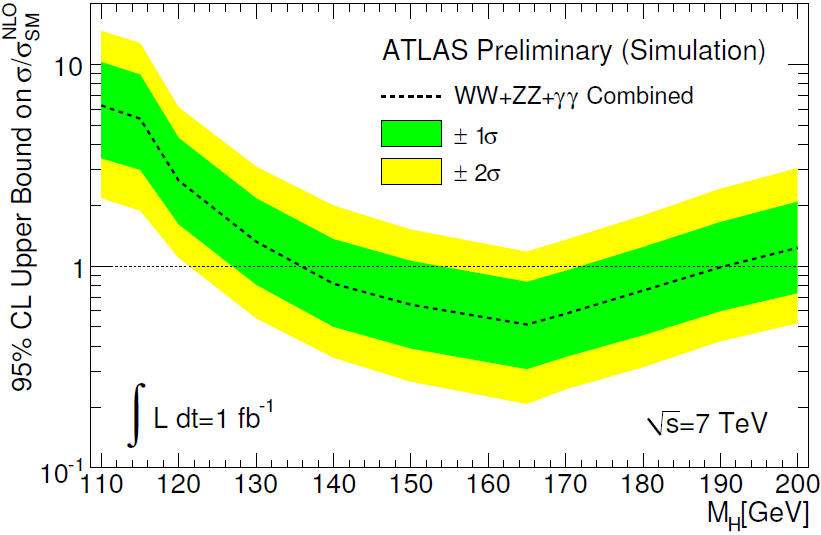 95% CL Upper Bound on σ/σ_SM^NLO
10
1
10⁻¹
ATLAS Preliminary (Simulation)
WW+ZZ+γγ Combined
± 1σ
± 2σ
∫ L dt=1 fb⁻¹
√s=7 TeV
110 120 130 140 150 160 170 180 190 200
M_H[GeV]